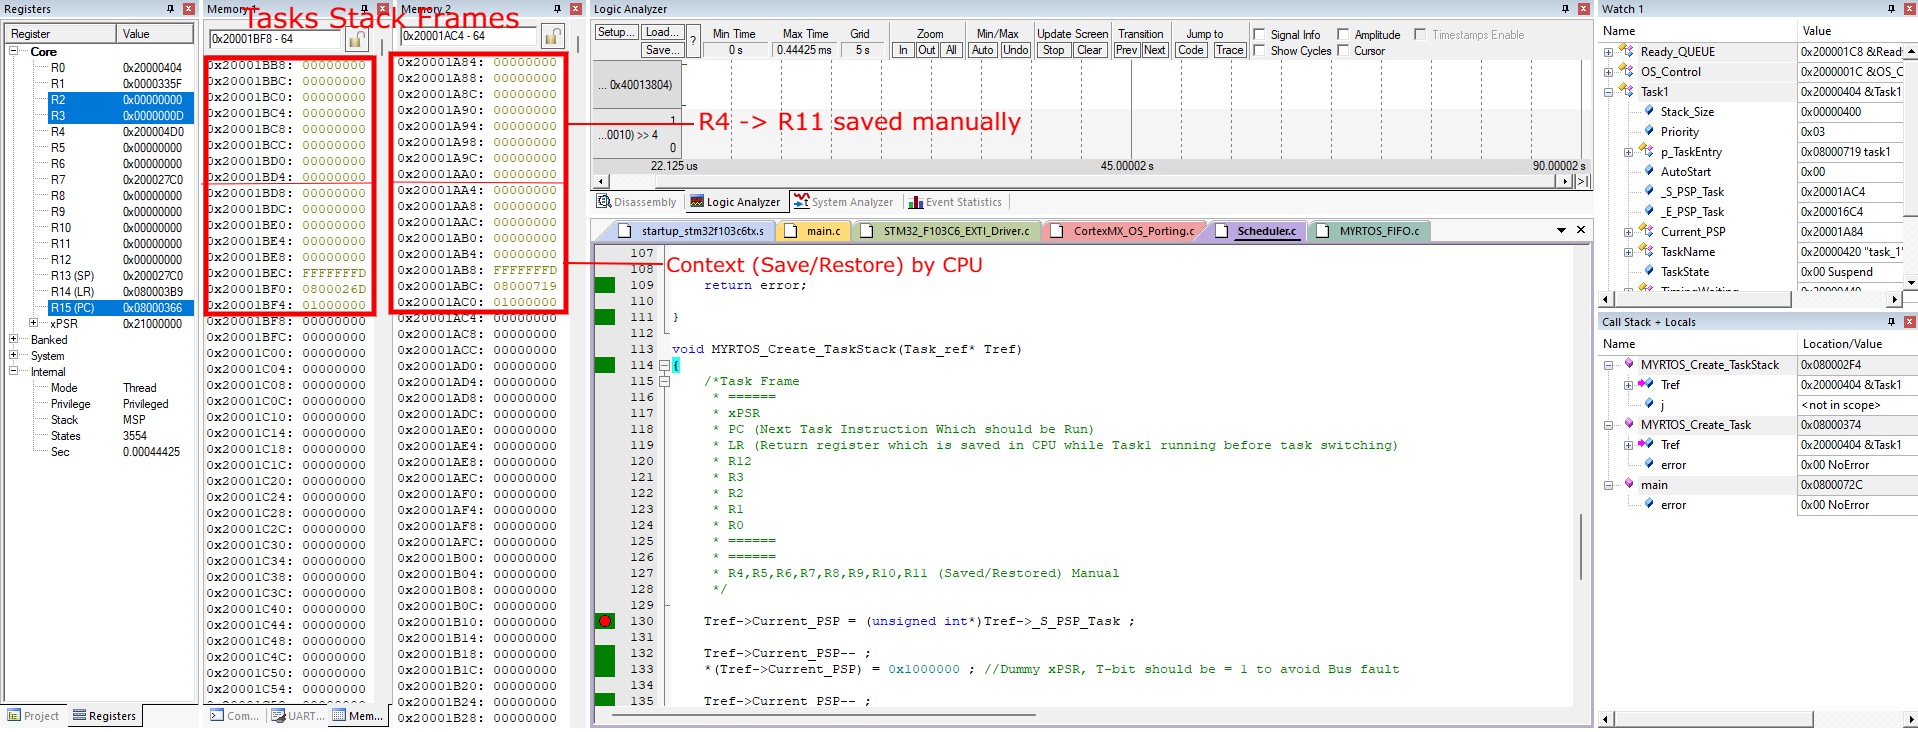 Registers
Register Value
Core
R0 0x20000404
R1 0x0000335F
R2 0x00000000
R3 0x0000000D
R4 0x200004D0
R5 0x00000000
R6 0x00000000
R7 0x200027C0
R8 0x00000000
R9 0x00000000
R10 0x00000000
R11 0x00000000
R12 0x00000000
R13 (SP) 0x200027C0
R14 (LR) 0x080003B9
R15 (PC) 0x08000366
xPSR 0x21000000
Banked
System
Internal
Mode Thread
Privilege Privileged
Stack MSP
States 3554
Sec 0.00044425
Project Registers
Memory 1
Tasks Stack Frames
0x20001BF8 - 64
0x20001BB8: 00000000
0x20001BBC: 00000000
0x20001BC0: 00000000
0x20001BC4: 00000000
0x20001BC8: 00000000
0x20001BCC: 00000000
0x20001BD0: 00000000
0x20001BD4: 00000000
0x20001BD8: 00000000
0x20001BDC: 00000000
0x20001BE0: 00000000
0x20001BE4: 00000000
0x20001BE8: 00000000
0x20001BEC: FFFFFFFD
0x20001BF0: 0800026D
0x20001BF4: 01000000
0x20001BF8: 00000000
0x20001BFC: 00000000
0x20001C00: 00000000
0x20001C04: 00000000
0x20001C08: 00000000
0x20001C0C: 00000000
0x20001C10: 00000000
0x20001C14: 00000000
0x20001C18: 00000000
0x20001C1C: 00000000
0x20001C20: 00000000
0x20001C24: 00000000
0x20001C28: 00000000
0x20001C2C: 00000000
0x20001C30: 00000000
0x20001C34: 00000000
0x20001C38: 00000000
0x20001C3C: 00000000
0x20001C40: 00000000
0x20001C44: 00000000
0x20001C48: 00000000
0x20001C4C: 00000000
0x20001C50: 00000000
0x20001C54: 00000000
Com... UART... Mem...
Memory 2
0x20001AC4 - 64
0x20001A84: 00000000
0x20001A88: 00000000
0x20001A8C: 00000000
0x20001A90: 00000000
0x20001A94: 00000000
0x20001A98: 00000000
0x20001A9C: 00000000
0x20001AA0: 00000000
0x20001AA4: 00000000
0x20001AA8: 00000000
0x20001AAC: 00000000
0x20001AB0: 00000000
0x20001AB4: 00000000
0x20001AB8: FFFFFFFD
0x20001ABC: 08000719
0x20001AC0: 01000000
0x20001AC4: 00000000
0x20001AC8: 00000000
0x20001ACC: 00000000
0x20001AD0: 00000000
0x20001AD4: 00000000
0x20001AD8: 00000000
0x20001ADC: 00000000
0x20001AE0: 00000000
0x20001AE4: 00000000
0x20001AE8: 00000000
0x20001AEC: 00000000
0x20001AF0: 00000000
0x20001AF4: 00000000
0x20001AF8: 00000000
0x20001AFC: 00000000
0x20001B00: 00000000
0x20001B04: 00000000
0x20001B08: 00000000
0x20001B0C: 00000000
0x20001B10: 00000000
0x20001B14: 00000000
0x20001B18: 00000000
0x20001B1C: 00000000
0x20001B20: 00000000
0x20001B24: 00000000
0x20001B28: 00000000
Logic Analyzer
Setup... Load... Min Time Max Time Grid Zoom Min/Max Update Screen Transition Jump to Signal Info Amplitude Timestamps Enable
Save... ? 0 s 0.44425 ms 5 s In Out All Auto Undo Stop Clear Prev Next Code Trace Show Cycles Cursor
... 0x40013804)
1
...0010) >> 4
0
22.125 us 45.00002 s 90.00002 s
R4 -> R11 saved manually
Disassembly Logic Analyzer System Analyzer Event Statistics
startup_stm32f103c6tx.s main.c STM32_F103C6_EXTI_Driver.c CortexMX_OS_Porting.c Scheduler.c MYRTOS_FIFO.c
107
108
Context (Save/Restore) by CPU
109 return error;
110
111 }
112
113 void MYRTOS_Create_TaskStack(Task_ref* Tref)
114 {
115 /*Task Frame
116 * ======
117 * xPSR
118 * PC (Next Task Instruction Which should be Run)
119 * LR (Return register which is saved in CPU while Task1 running before task switching)
120 * R12
121 * R3
122 * R2
123 * R1
124 * R0
125 * ======
126 * ======
127 * R4,R5,R6,R7,R8,R9,R10,R11 (Saved/Restored) Manual
128 */
129
130 Tref->Current_PSP = (unsigned int*)Tref->_S_PSP_Task ;
131
132 Tref->Current_PSP-- ;
133 *(Tref->Current_PSP) = 0x1000000 ; //Dummy xPSR, T-bit should be = 1 to avoid Bus fault
134
135 Tref->Current PSP-- ;
Watch 1
Name Value
Ready_QUEUE 0x200001C8 &Ready
OS_Control 0x2000001C &OS_C
Task1 0x20000404 &Task1
Stack_Size 0x00000400
Priority 0x03
p_TaskEntry 0x08000719 task1
AutoStart 0x00
_S_PSP_Task 0x20001AC4
_E_PSP_Task 0x200016C4
Current_PSP 0x20001A84
TaskName 0x20000420 "task_1"
TaskState 0x00 Suspend
TimingWaiting 0x20000440
Call Stack + Locals
Name Location/Value
MYRTOS_Create_TaskStack 0x080002F4
Tref 0x20000404 &Task1
j <not in scope>
MYRTOS_Create_Task 0x08000374
Tref 0x20000404 &Task1
error 0x00 NoError
main 0x0800072C
error 0x00 NoError